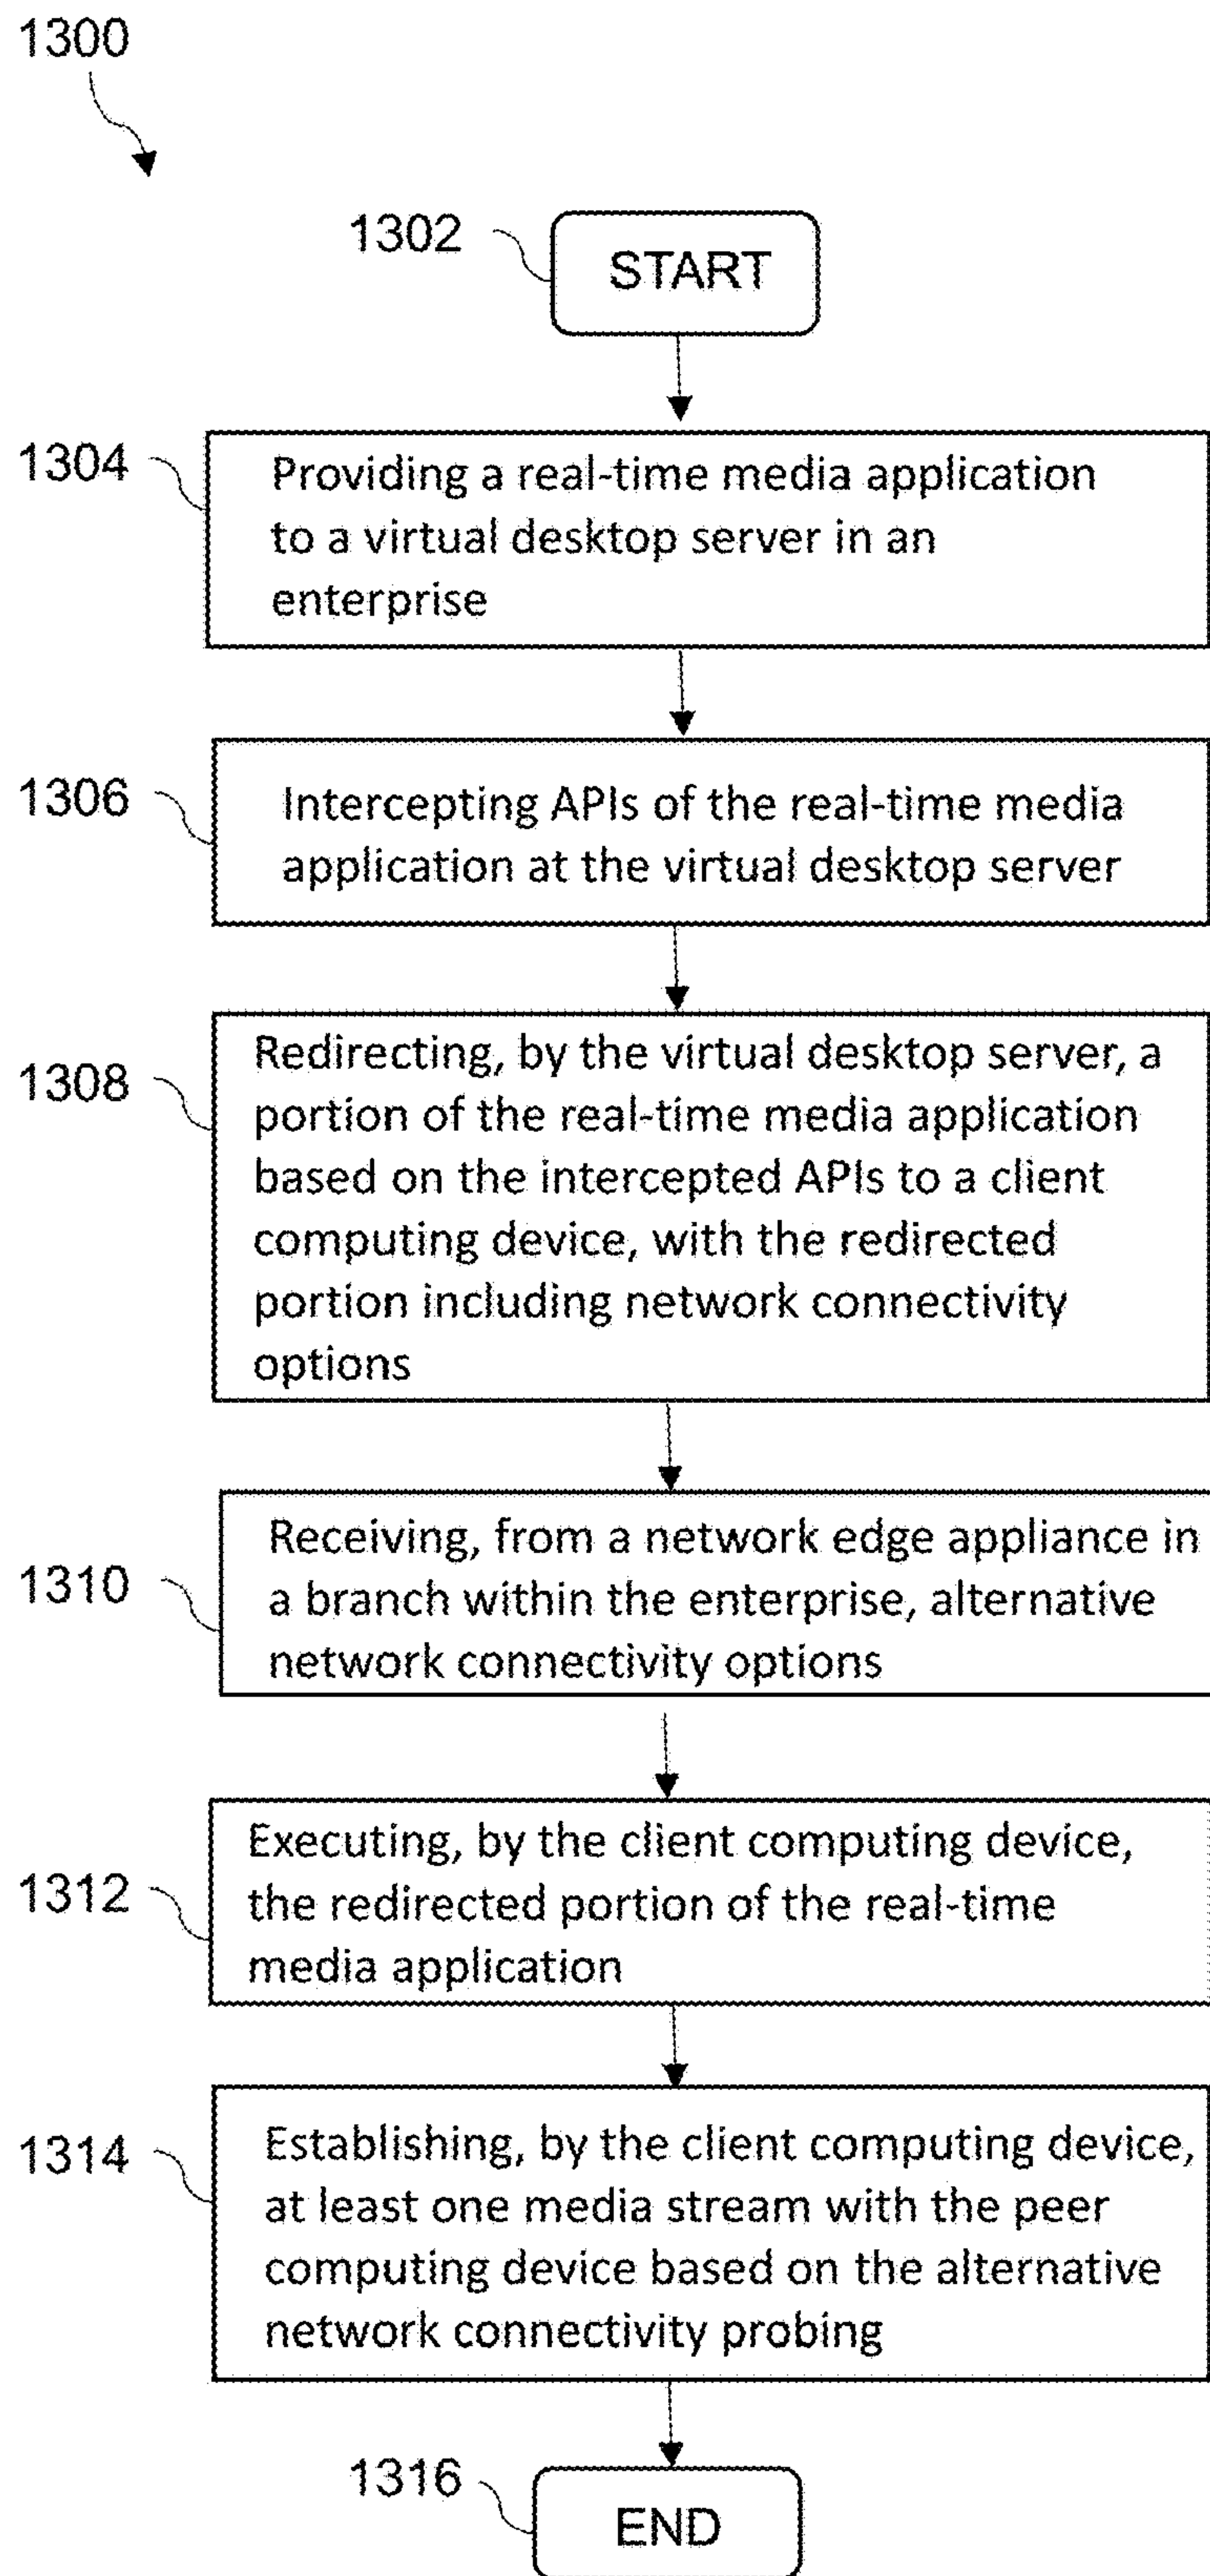 1300
1302
START
1304
Providing a real-time media application
to a virtual desktop server in an
enterprise
1306
Intercepting APIs of the real-time media
application at the virtual desktop server
1308
Redirecting, by the virtual desktop server, a
portion of the real-time media application
based on the intercepted APIs to a client
computing device, with the redirected
portion including network connectivity
options
1310
Receiving, from a network edge appliance in
a branch within the enterprise, alternative
network connectivity options
1312
Executing, by the client computing device,
the redirected portion of the real-time
media application
1314
Establishing, by the client computing device,
at least one media stream with the peer
computing device based on the alternative
network connectivity probing
1316
END